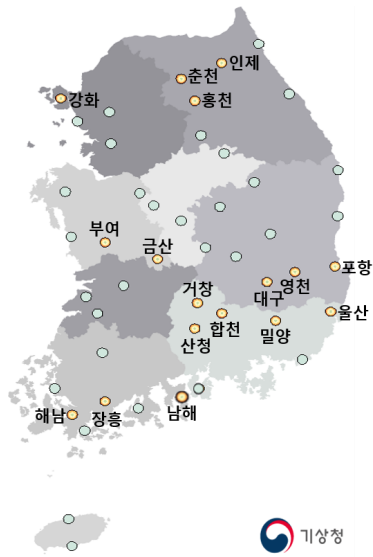 인제
춘천
강화
홍천
부여
금산
포항
영천
거창
대구
울산
합천
밀양
산청
해남
장흥
남해
기상청